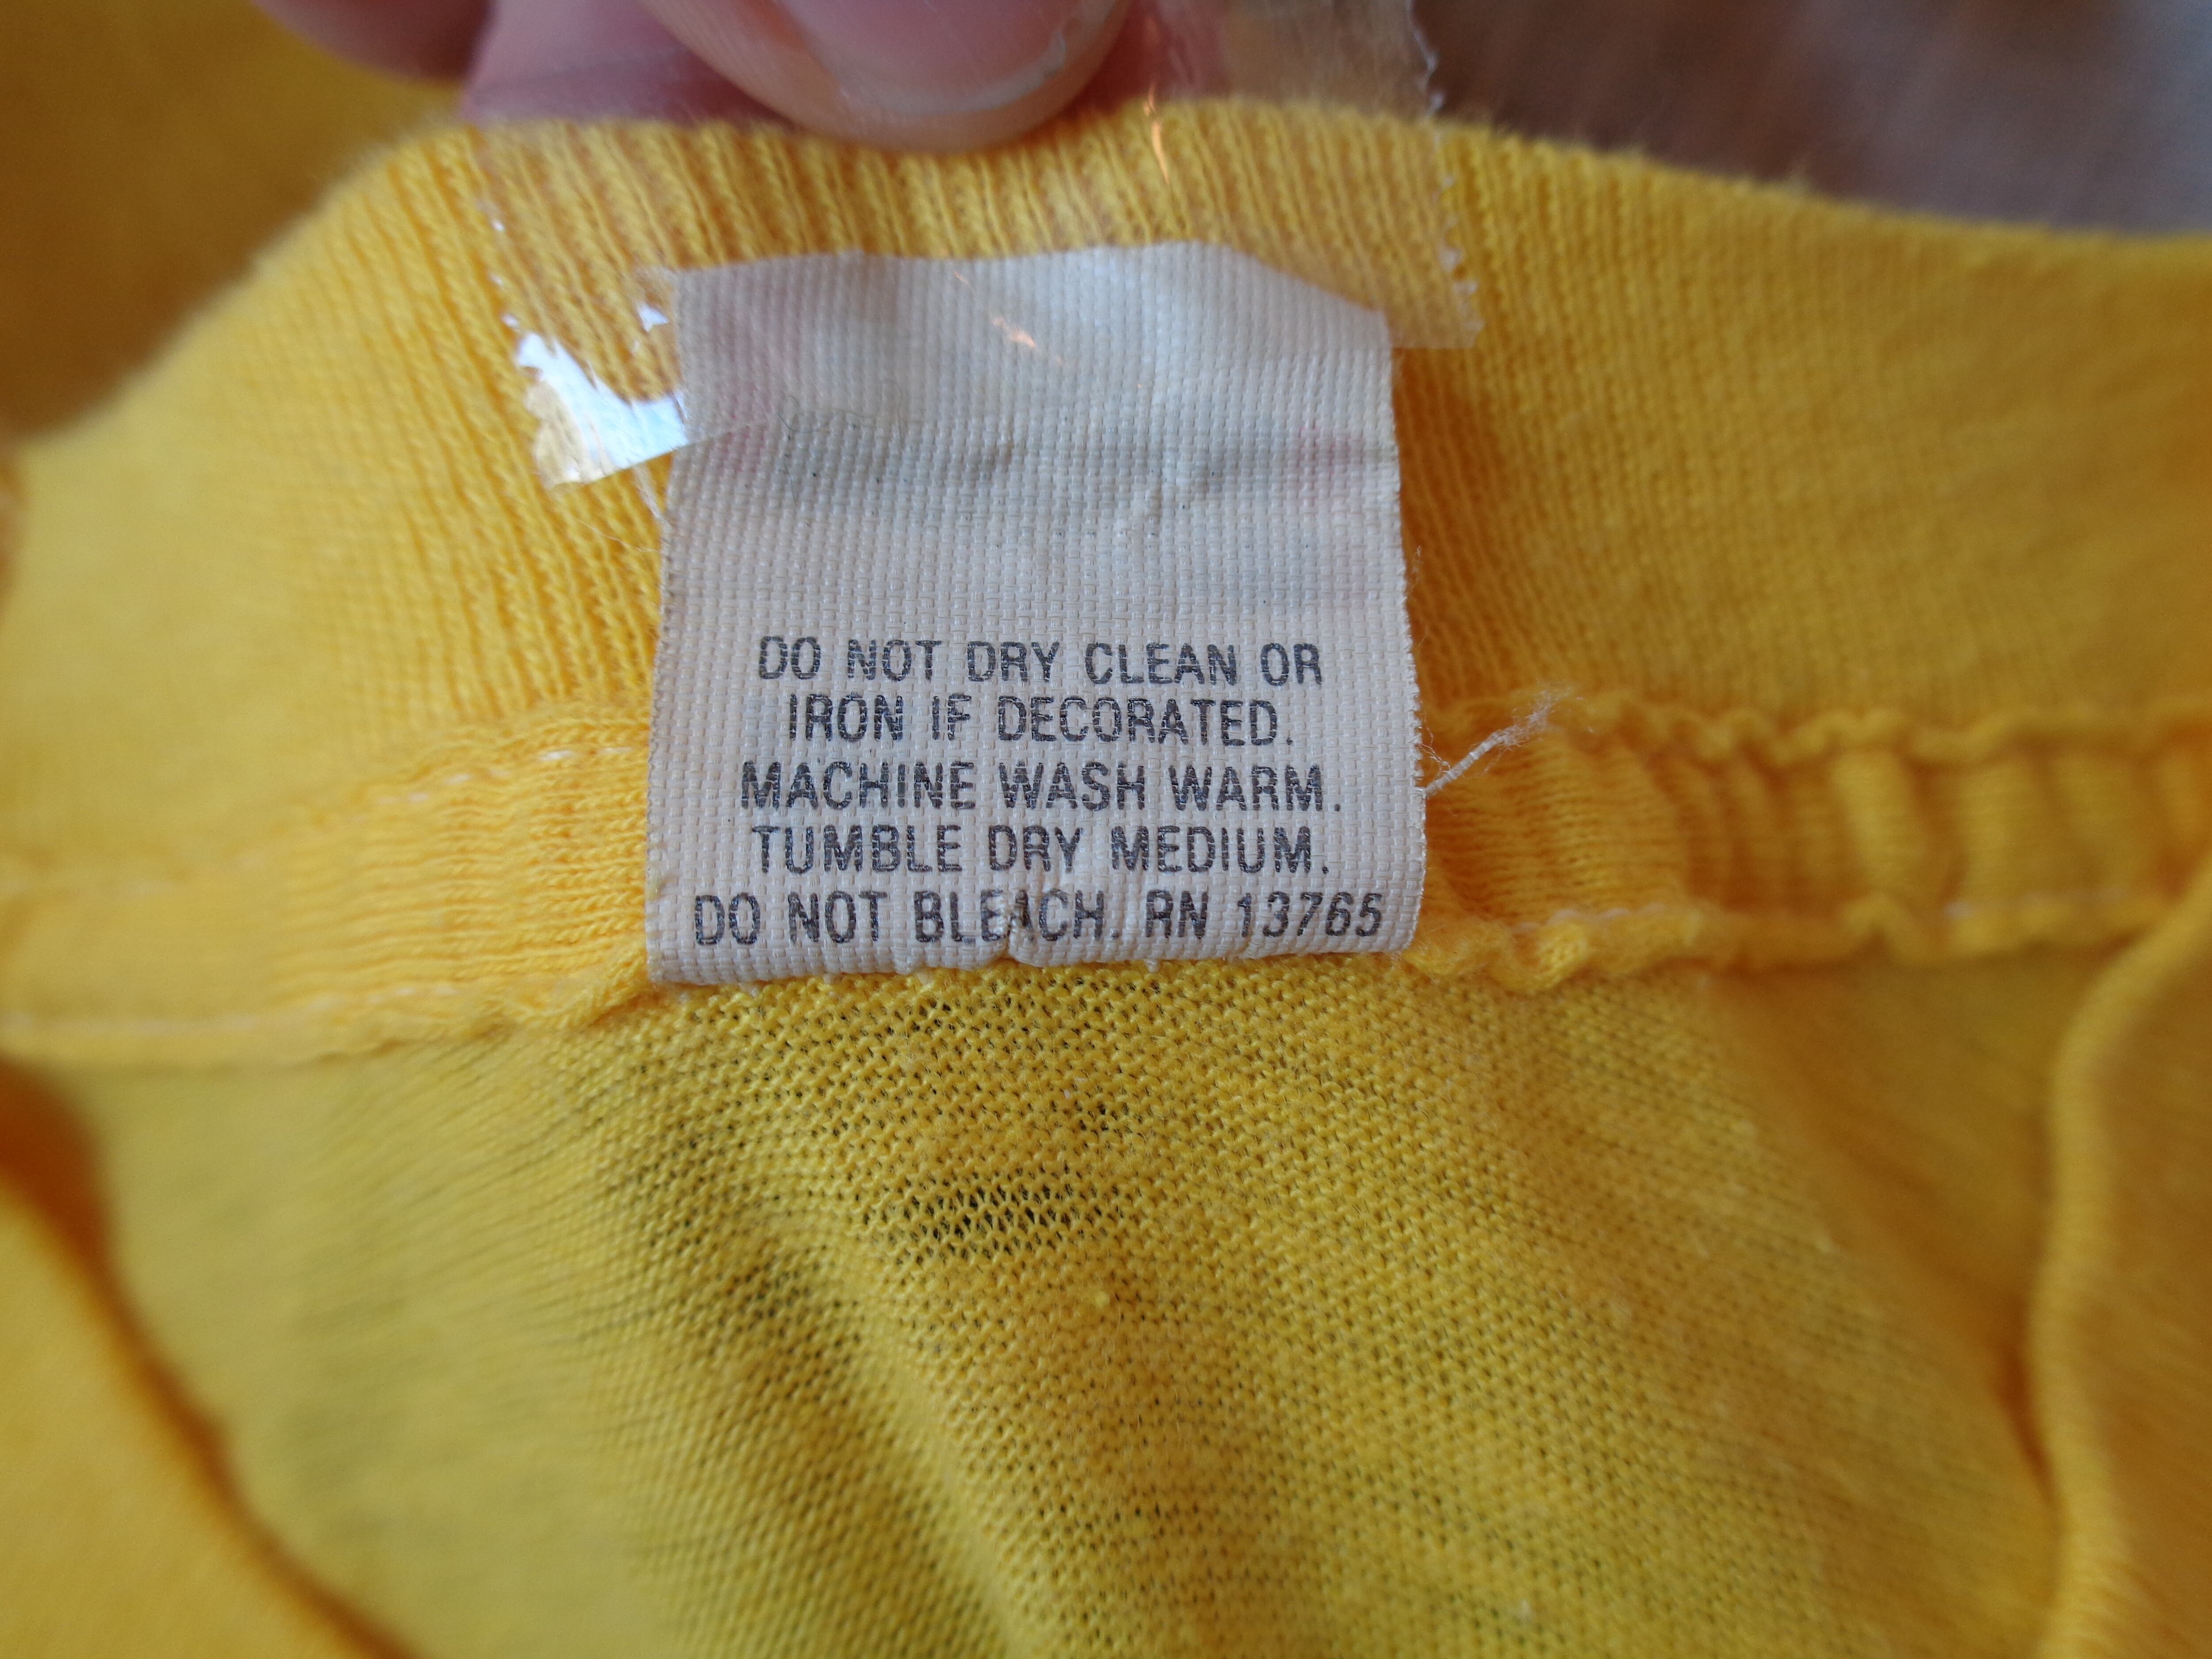 DO NOT DRY CLEAN OR
IRON IF DECORATED.
MACHINE WASH WARM.
TUMBLE DRY MEDIUM.
DO NOT BLEACH. RN 13765